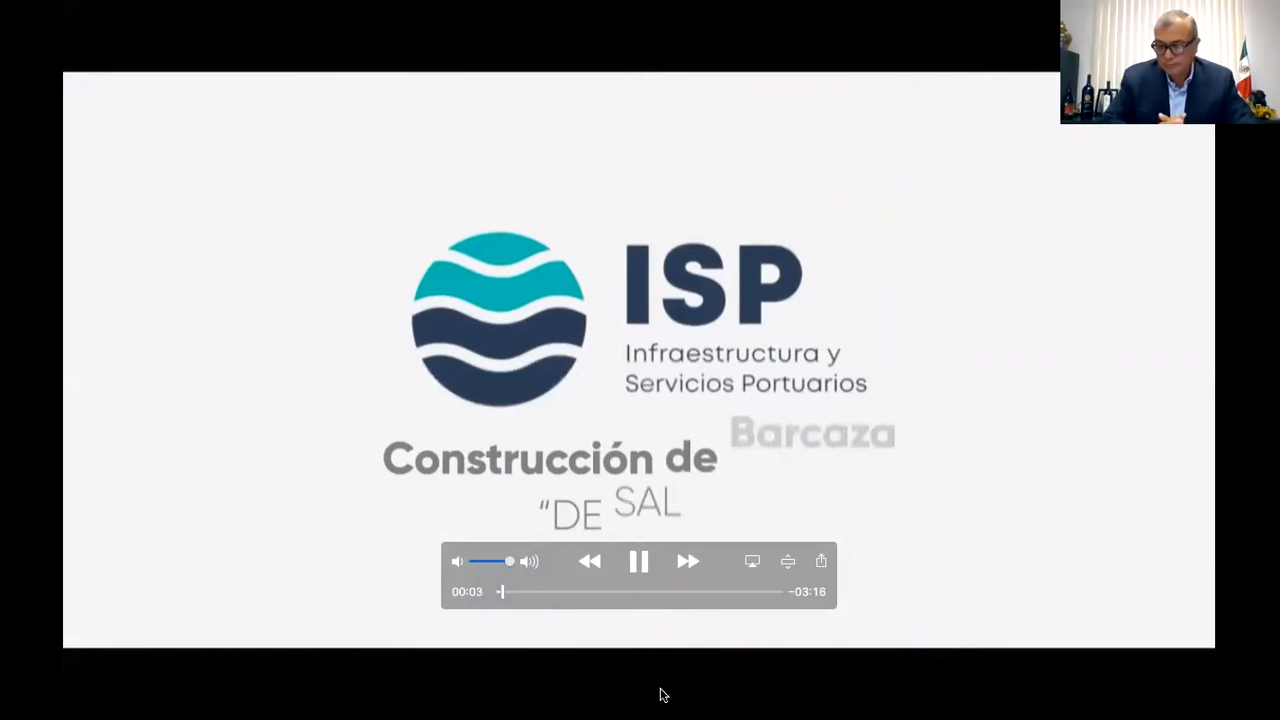 ISP
Infraestructura y
Servicios Portuarios
Construcción de Barcaza
“DE SAL
00:03
−03:16